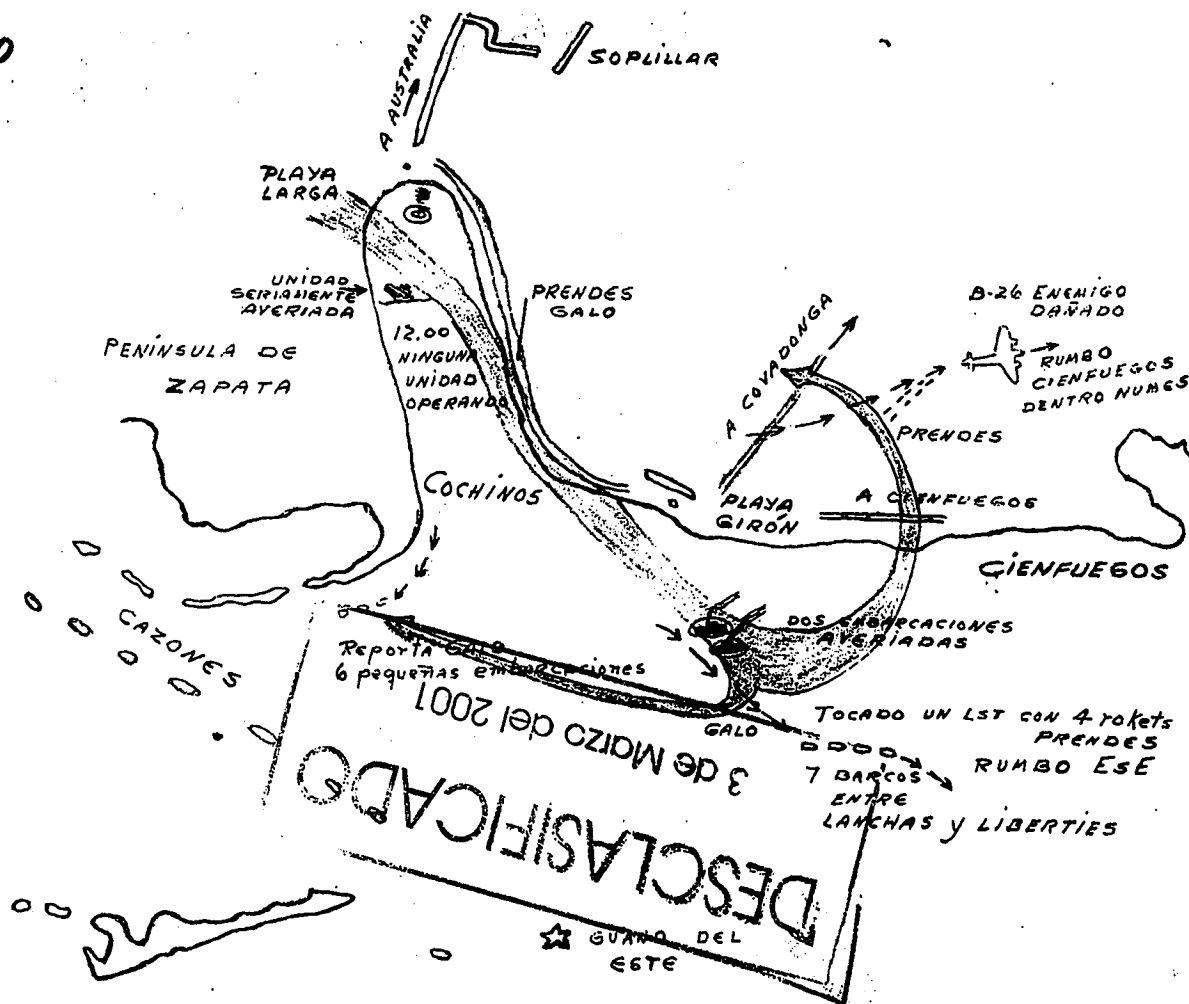 SOPLILLAR
A AUSTRALIA
PLAYA
LARGA
UNIDAD
SERIAMENTE
AVERIADA
PRENDES
GALO
B-26 ENEMIGO
DAÑADO
RUMBO
CIENFUEGOS
DENTRO NUMES
PENÍNSULA DE
ZAPATA
12.00
NINGUNA
UNIDAD
OPERANDO
A COVADONGA
PRENDES
COCHINOS
PLAYA
GIRÓN
A CIENFUEGOS
CIENFUEGOS
CAZONES
DOS EMBARCACIONES
AVERIADAS
REPORTA GALO
6 pequeñas embarcaciones
GALO
TOCADO UN LST CON 4 rokets
PRENDES
RUMBO ESE
7 BARCOS
ENTRE
LANCHAS y LIBERTIES
DESCLASIFICADO
3 de Marzo del 2001
GUANO DEL
ESTE